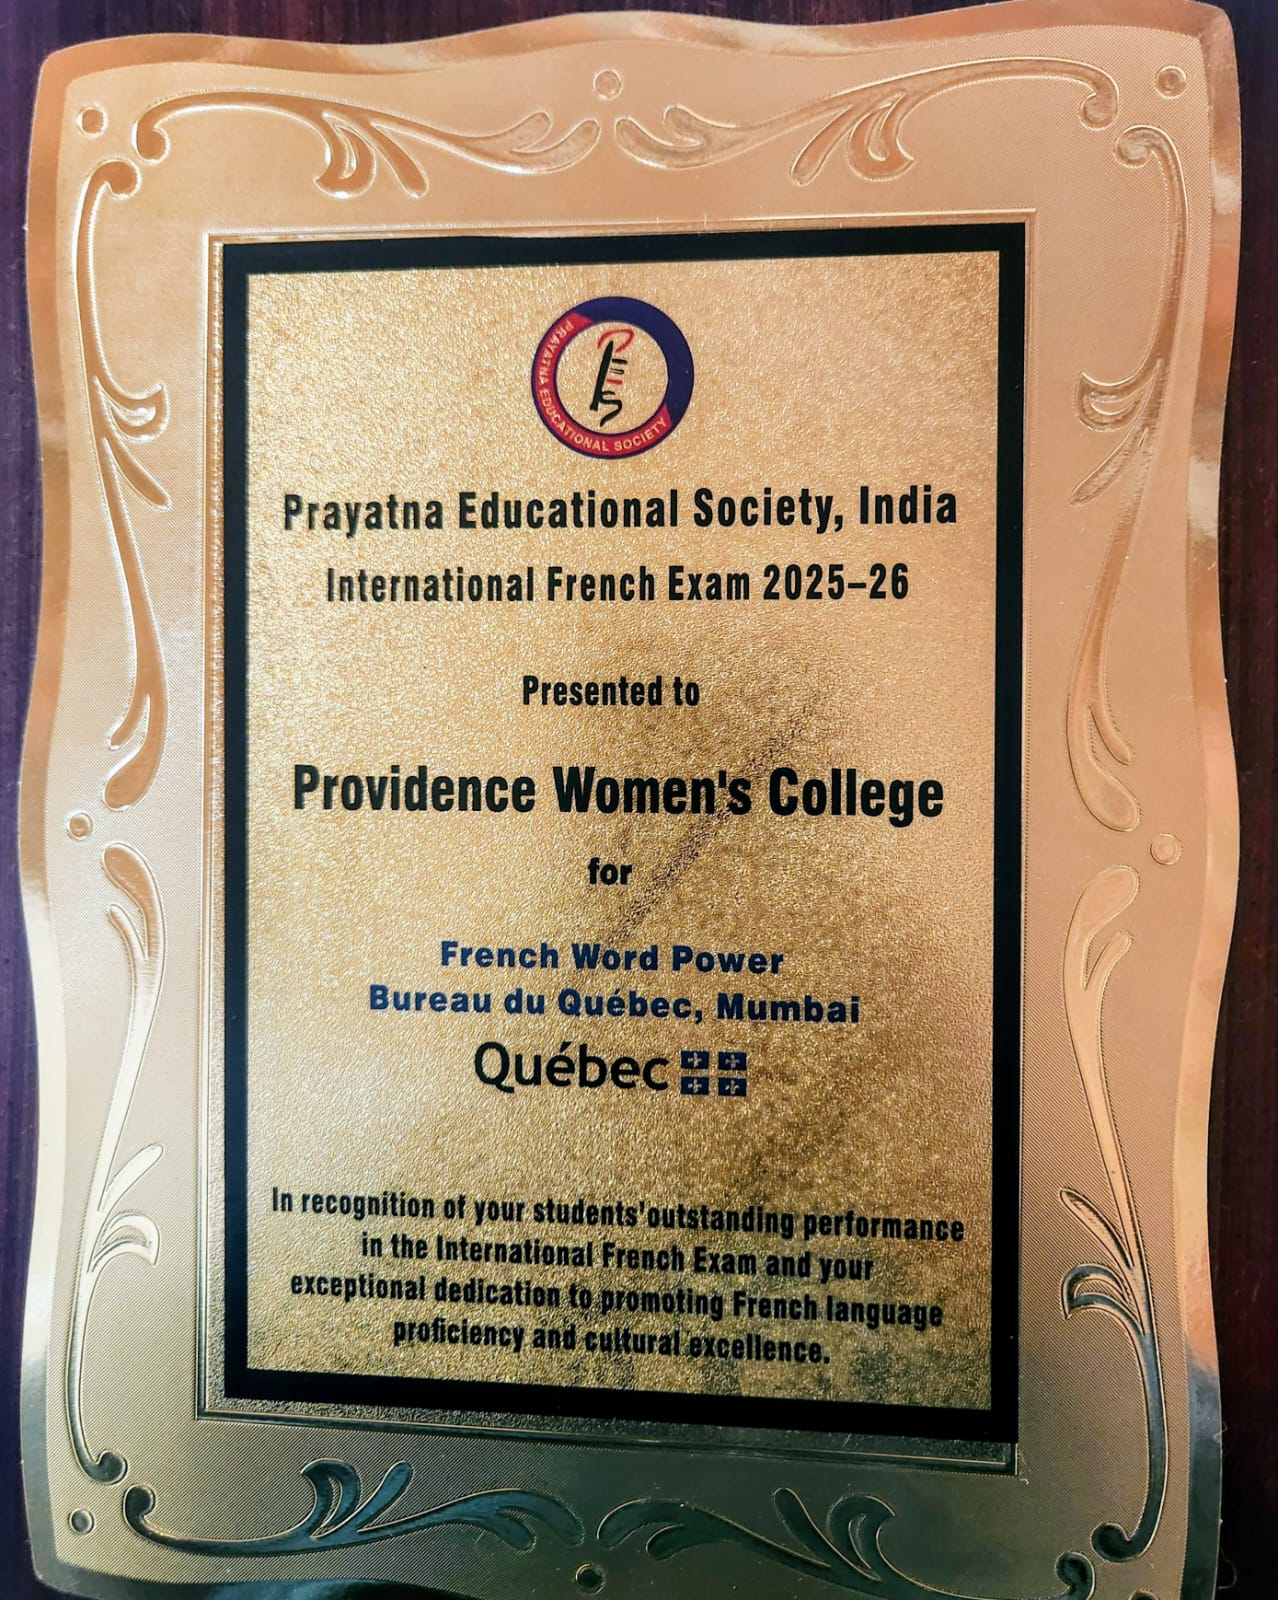 PRAYATNA EDUCATIONAL SOCIETY
Prayatna Educational Society, India
International French Exam 2025–26
Presented to
Providence Women's College
for
French Word Power
Bureau du Québec, Mumbai
Québec
In recognition of your students'outstanding performance
in the International French Exam and your
exceptional dedication to promoting French language
proficiency and cultural excellence.